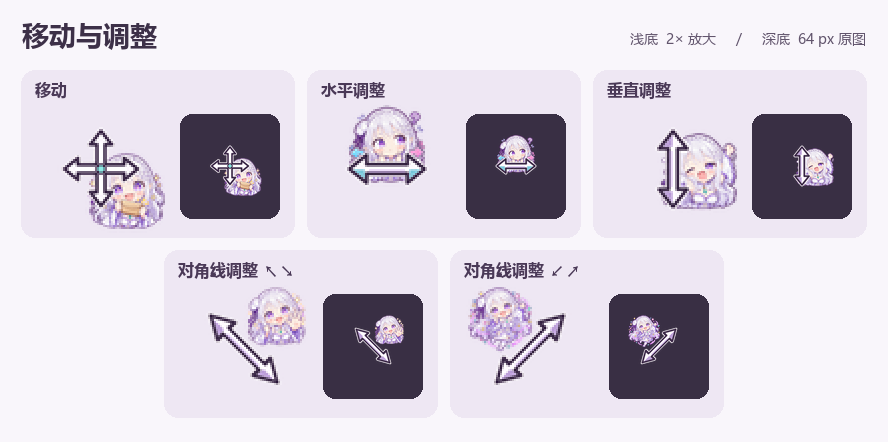 移动与调整
浅底 2× 放大 / 深底 64 px 原图
移动
水平调整
垂直调整
对角线调整 ↖↘
对角线调整 ↙↗